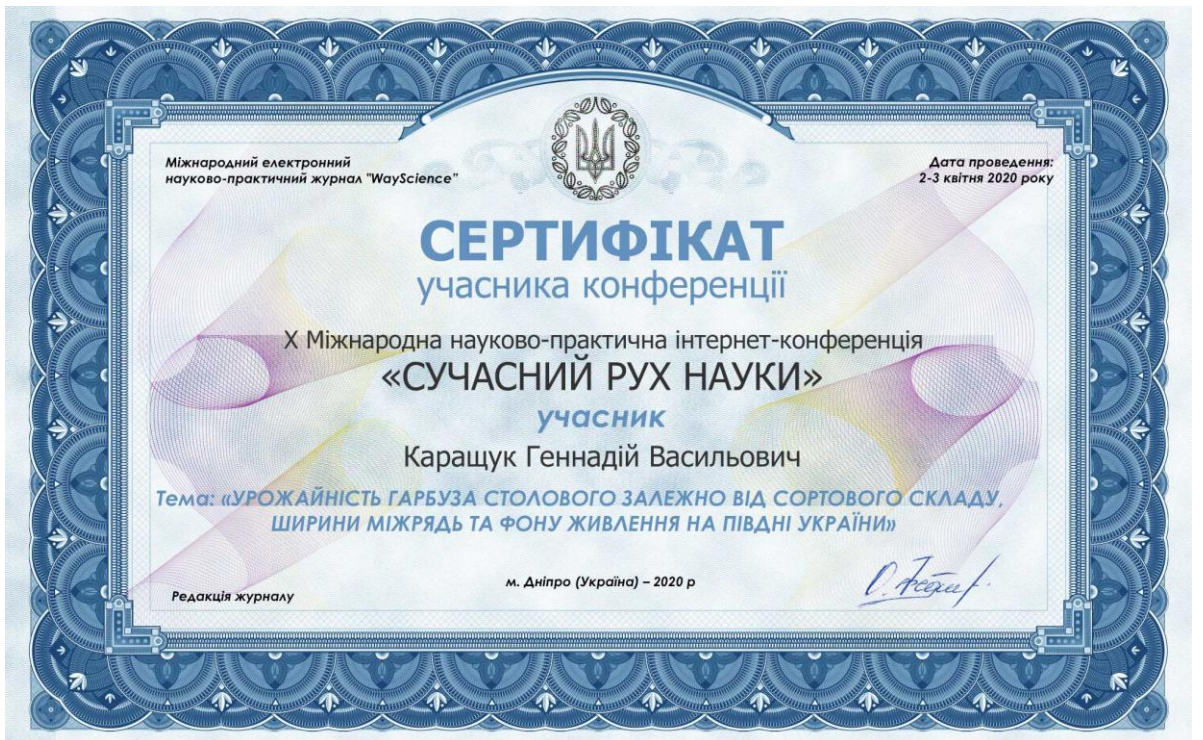 Міжнародний електронний
науково-практичний журнал "WayScience"
Дата проведення:
2-3 квітня 2020 року
СЕРТИФІКАТ
учасника конференції
X Міжнародна науково-практична інтернет-конференція
«СУЧАСНИЙ РУХ НАУКИ»
учасник
Каращук Геннадій Васильович
Тема: «УРОЖАЙНІСТЬ ГАРБУЗА СТОЛОВОГО ЗАЛЕЖНО ВІД СОРТОВОГО СКЛАДУ,
ШИРИНИ МІЖРЯДЬ ТА ФОНУ ЖИВЛЕННЯ НА ПІВДНІ УКРАЇНИ»
м. Дніпро (Україна) – 2020 р
Редакція журналу